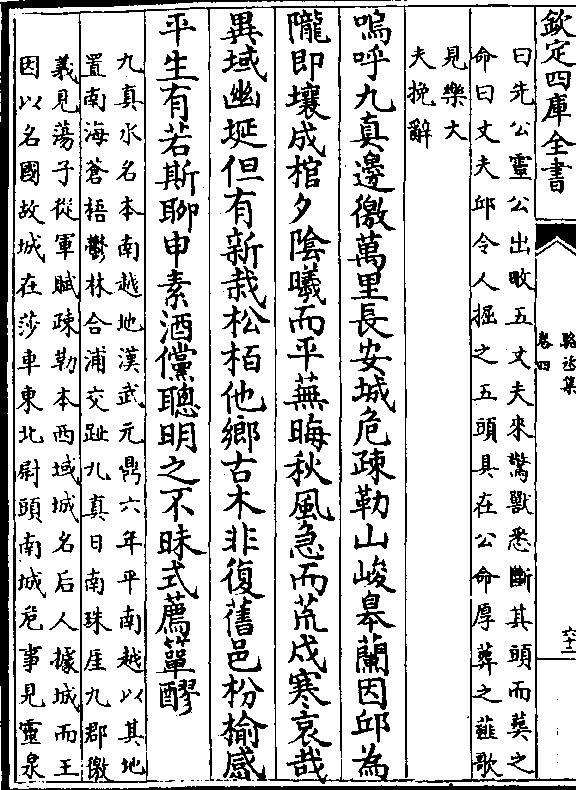 欽定四庫全書
駱丞集
卷四
六十二
曰先公靈公出畋五丈夫來驚獸悉斷其頭而葬之
命曰丈夫邱令人掘之五頭具在公命厚葬之薤歌
見樂大
夫挽辭
嗚呼九真邊徼萬里長安城危疎勒山峻皋蘭因邱為
隴即壤成棺夕陰曦而平蕪晦秋風急而荒戍寒哀哉
異域幽埏但有新栽松柏他鄉古木非復舊邑枌榆感
平生有若斯聊申素酒儻聰明之不昧式薦簞醪
九真水名本南越地漢武元鼎六年平南越以其地
置南海蒼梧鬱林合浦交趾九真日南珠厓九郡徼
義見蕩子從軍賦疎勒本西域城名后人據城而王
因以名國故城在莎車東北尉頭南城危事見靈泉